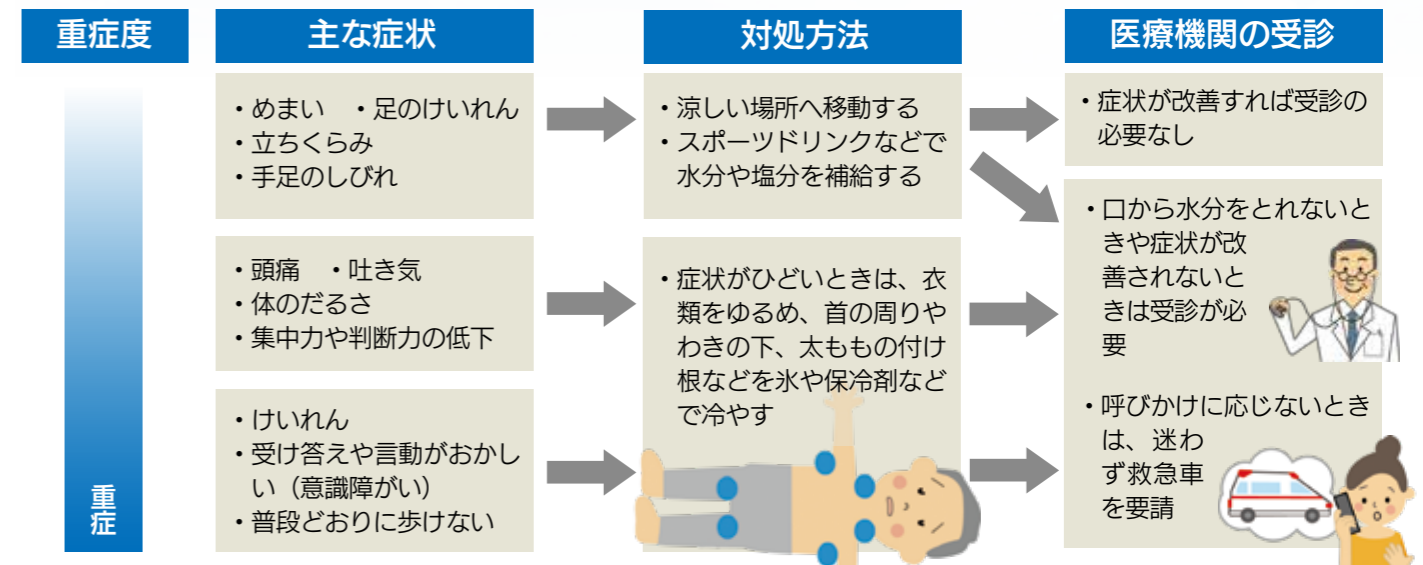 重症度
主な症状
対処方法
医療機関の受診
重症
・めまい ・足のけいれん
・立ちくらみ
・手足のしびれ
・涼しい場所へ移動する
・スポーツドリンクなどで
水分や塩分を補給する
・症状が改善すれば受診の
必要なし
・頭痛 ・吐き気
・体のだるさ
・集中力や判断力の低下
・症状がひどいときは、衣
類をゆるめ、首の周りや
わきの下、太ももの付け
根などを氷や保冷剤など
で冷やす
・口から水分をとれないと
きや症状が改
善されないと
きは受診が必
要
・けいれん
・受け答えや言動がおかし
い（意識障がい）
・普段どおりに歩けない
・呼びかけに応じないとき
は、迷わ
ず救急車
を要請